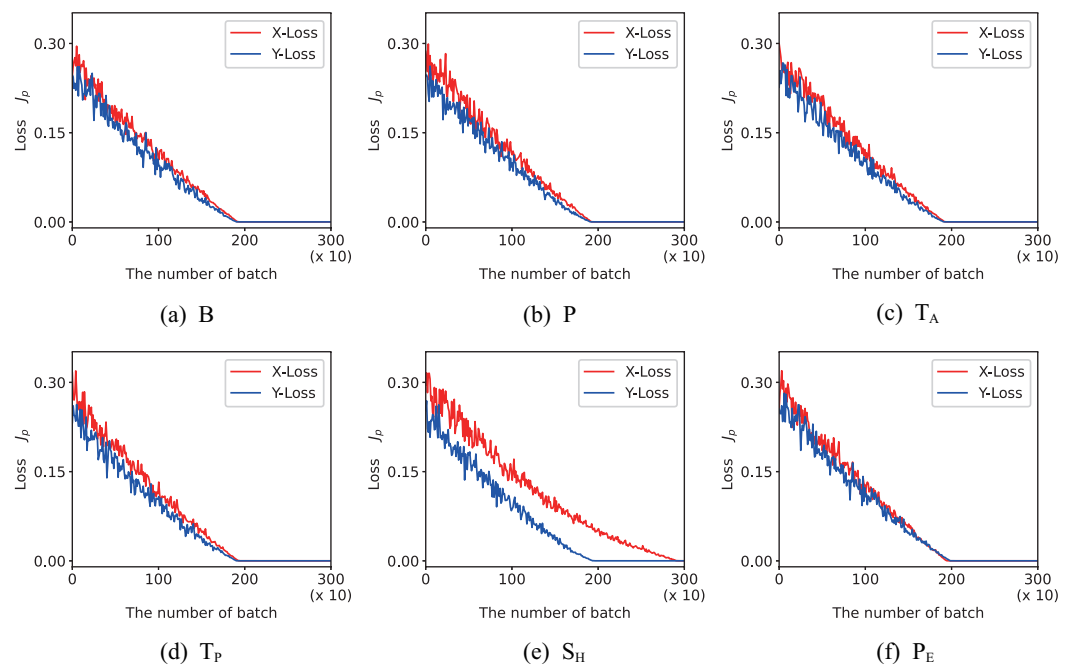 X-Loss
Y-Loss
0.30
0.15
0.00
Loss J_p
0 100 200 300
(x 10)
The number of batch
(a) B
X-Loss
Y-Loss
0.30
0.15
0.00
Loss J_p
0 100 200 300
(x 10)
The number of batch
(b) P
X-Loss
Y-Loss
0.30
0.15
0.00
Loss J_p
0 100 200 300
(x 10)
The number of batch
(c) T_A
X-Loss
Y-Loss
0.30
0.15
0.00
Loss J_p
0 100 200 300
(x 10)
The number of batch
(d) T_P
X-Loss
Y-Loss
0.30
0.15
0.00
Loss J_p
0 100 200 300
(x 10)
The number of batch
(e) S_H
X-Loss
Y-Loss
0.30
0.15
0.00
Loss J_p
0 100 200 300
(x 10)
The number of batch
(f) P_E